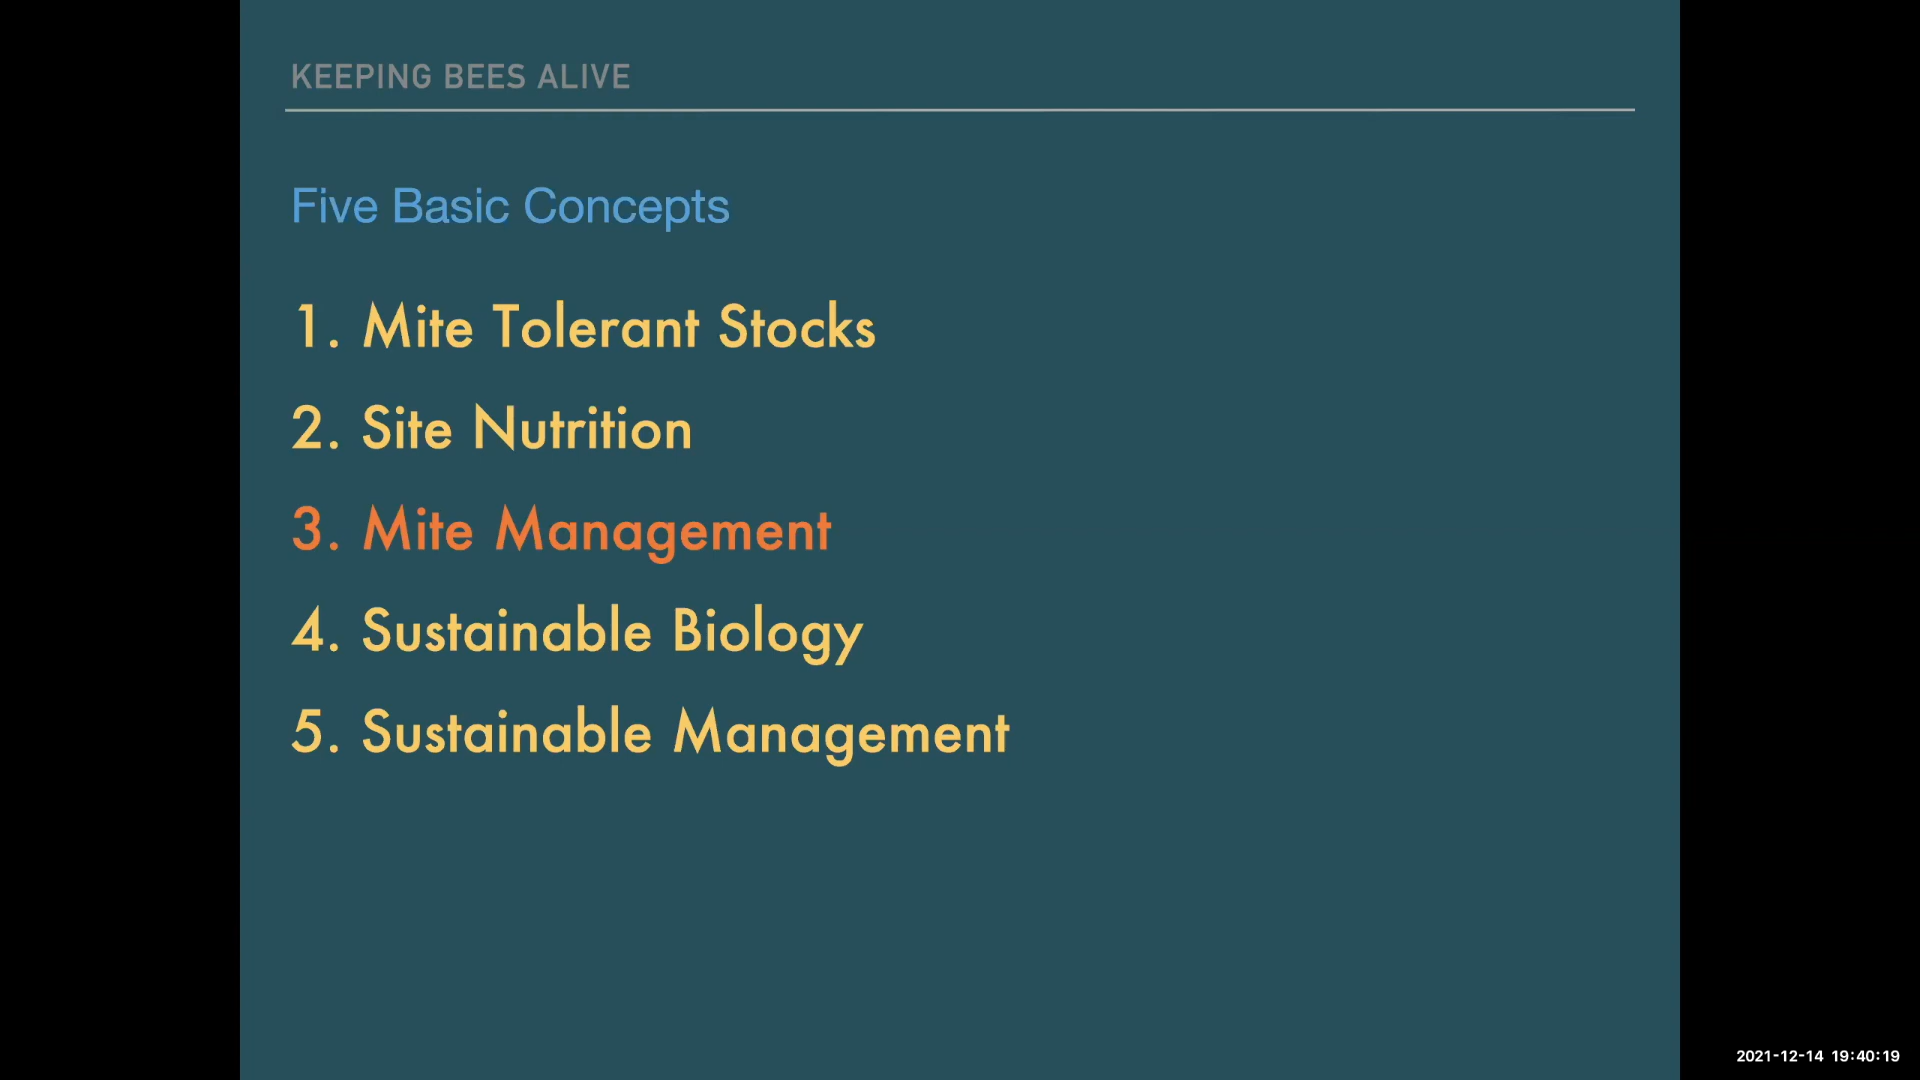 KEEPING BEES ALIVE
Five Basic Concepts
1. Mite Tolerant Stocks
2. Site Nutrition
3. Mite Management
4. Sustainable Biology
5. Sustainable Management
2021-12-14 19:40:19